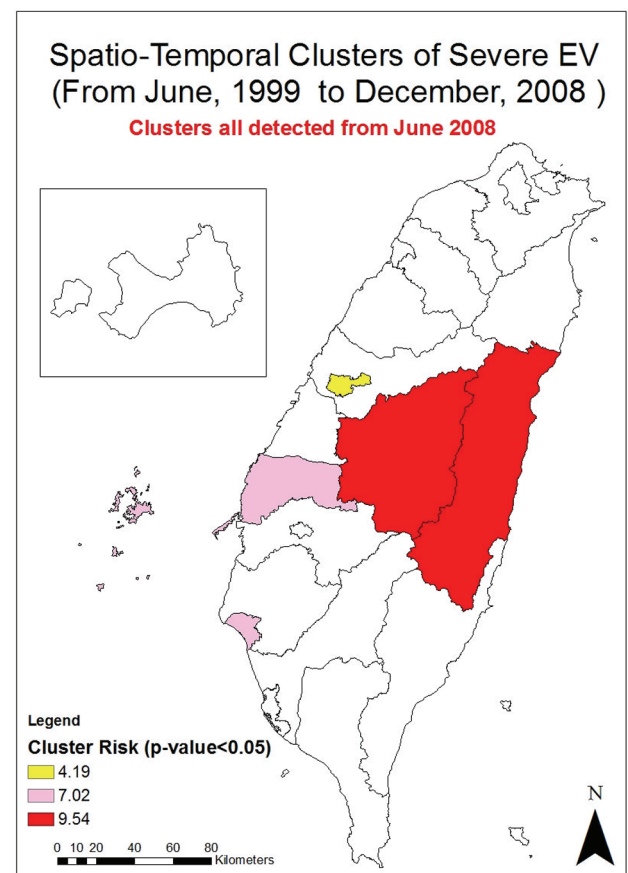 Spatio-Temporal Clusters of Severe EV
(From June, 1999 to December, 2008 )
Clusters all detected from June 2008
Legend
Cluster Risk (p-value<0.05)
4.19
7.02
9.54
N
0 10 20 40 60 80
Kilometers